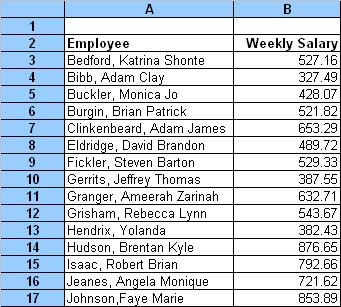 A B
1
2 Employee Weekly Salary
3 Bedford, Katrina Shonte 527.16
4 Bibb, Adam Clay 327.49
5 Buckler, Monica Jo 428.07
6 Burgin, Brian Patrick 521.82
7 Clinkenbeard, Adam James 653.29
8 Eldridge, David Brandon 489.72
9 Fickler, Steven Barton 529.33
10 Gerrits, Jeffrey Thomas 387.55
11 Granger, Ameerah Zarinah 632.71
12 Grisham, Rebecca Lynn 543.67
13 Hendrix, Yolanda 382.43
14 Hudson, Brentan Kyle 876.65
15 Isaac, Robert Brian 792.66
16 Jeanes, Angela Monique 721.62
17 Johnson,Faye Marie 853.89